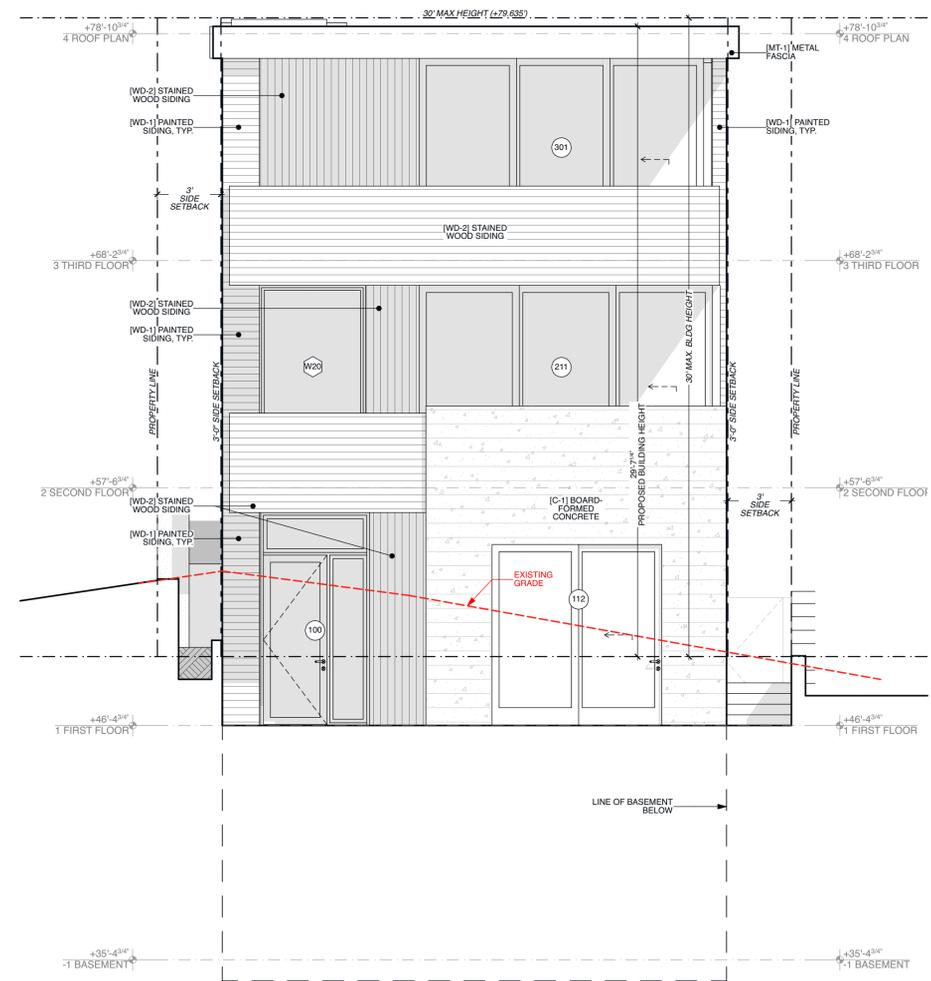 30' MAX HEIGHT (+79.635')
+78'-10 3/4"
4 ROOF PLAN
+78'-10 3/4"
4 ROOF PLAN
[MT-1] METAL
FASCIA
[WD-2] STAINED
WOOD SIDING
[WD-1] PAINTED
SIDING, TYP.
[WD-1] PAINTED
SIDING, TYP.
301
3'
SIDE
SETBACK
[WD-2] STAINED
WOOD SIDING
+68'-2 3/4"
3 THIRD FLOOR
+68'-2 3/4"
3 THIRD FLOOR
[WD-2] STAINED
WOOD SIDING
[WD-1] PAINTED
SIDING, TYP.
30' MAX. BLDG HEIGHT
W20
211
PROPERTY LINE
3'-0" SIDE SETBACK
3'-0" SIDE SETBACK
PROPERTY LINE
29'-7 1/4"
PROPOSED BUILDING HEIGHT
+57'-6 3/4"
2 SECOND FLOOR
+57'-6 3/4"
2 SECOND FLOOR
[WD-2] STAINED
WOOD SIDING
[C-1] BOARD-
FORMED
CONCRETE
3'
SIDE
SETBACK
[WD-1] PAINTED
SIDING, TYP.
EXISTING
GRADE
112
100
+46'-4 3/4"
1 FIRST FLOOR
+46'-4 3/4"
1 FIRST FLOOR
LINE OF BASEMENT
BELOW
+35'-4 3/4"
-1 BASEMENT
+35'-4 3/4"
-1 BASEMENT